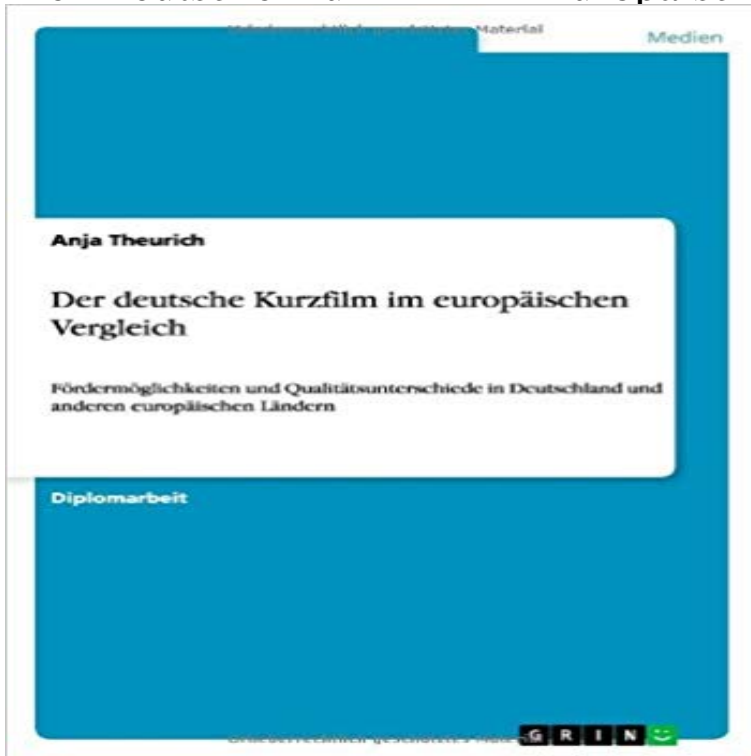 Material
Medien
Anja Theurich
Der deutsche Kurzfilm im europäischen
Vergleich
Fördermöglichkeiten und Qualitätsunterschiede in Deutschland und
anderen europäischen Ländern
Diplomarbeit
GRIN